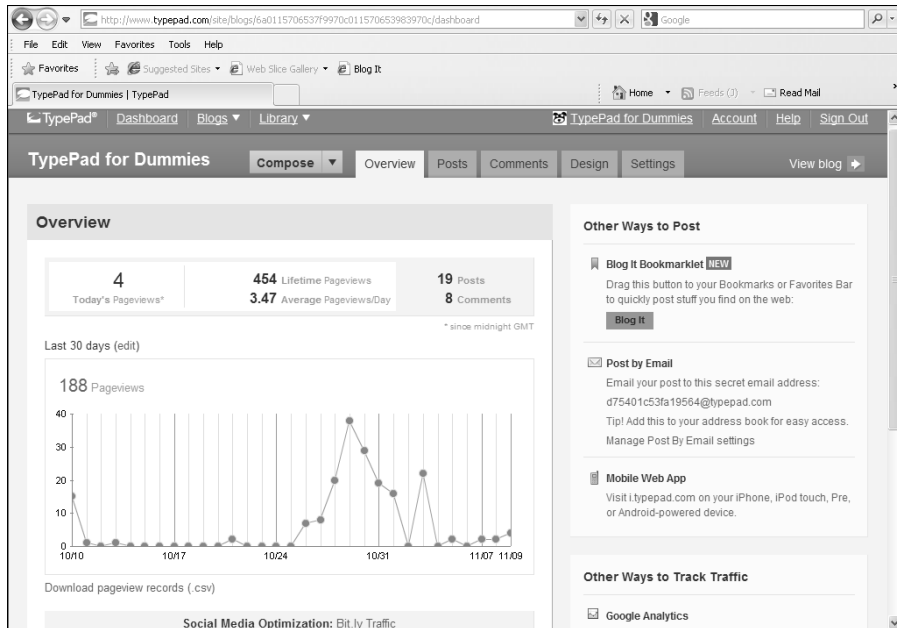 http://www.typepad.com/site/blogs/6a0115706537f9970c011570653983970c/dashboard
Google
File Edit View Favorites Tools Help
Favorites Suggested Sites Web Slice Gallery Blog It
TypePad for Dummies | TypePad
Home Feeds (J) Read Mail
TypePad® Dashboard Blogs Library TypePad for Dummies Account Help Sign Out
TypePad for Dummies Compose Overview Posts Comments Design Settings View blog
Overview
4
Today's Pageviews*
454 Lifetime Pageviews
3.47 Average Pageviews/Day
19 Posts
8 Comments
* since midnight GMT
Last 30 days (edit)
188 Pageviews
40
30
20
10
0
10/10 10/17 10/24 10/31 11/07 11/09
Download pageview records (.csv)
Social Media Optimization: Bit.ly Traffic
Other Ways to Post
Blog It Bookmarklet NEW
Drag this button to your Bookmarks or Favorites Bar
to quickly post stuff you find on the web:
Blog It
Post by Email
Email your post to this secret email address:
d75401c53fa19564@typepad.com
Tip! Add this to your address book for easy access.
Manage Post By Email settings
Mobile Web App
Visit i.typepad.com on your iPhone, iPod touch, Pre,
or Android-powered device.
Other Ways to Track Traffic
Google Analytics